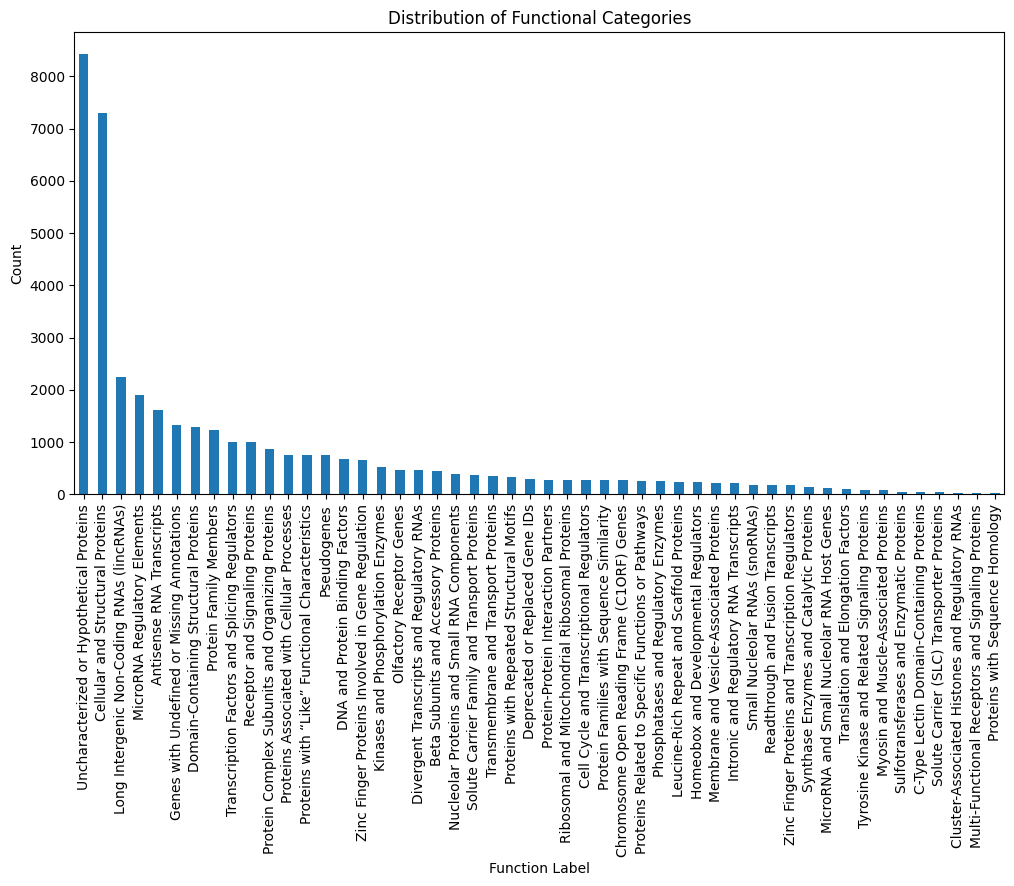 Distribution of Functional Categories
Count
8000
7000
6000
5000
4000
3000
2000
1000
0
Uncharacterized or Hypothetical Proteins
Cellular and Structural Proteins
Long Intergenic Non-Coding RNAs (lincRNAs)
MicroRNA Regulatory Elements
Antisense RNA Transcripts
Genes with Undefined or Missing Annotations
Domain-Containing Structural Proteins
Protein Family Members
Transcription Factors and Splicing Regulators
Receptor and Signaling Proteins
Protein Complex Subunits and Organizing Proteins
Proteins Associated with Cellular Processes
Proteins with “Like” Functional Characteristics
Pseudogenes
DNA and Protein Binding Factors
Zinc Finger Proteins Involved in Gene Regulation
Kinases and Phosphorylation Enzymes
Olfactory Receptor Genes
Divergent Transcripts and Regulatory RNAs
Beta Subunits and Accessory Proteins
Nucleolar Proteins and Small RNA Components
Solute Carrier Family and Transport Proteins
Transmembrane and Transport Proteins
Proteins with Repeated Structural Motifs
Deprecated or Replaced Gene IDs
Protein-Protein Interaction Partners
Ribosomal and Mitochondrial Ribosomal Proteins
Cell Cycle and Transcriptional Regulators
Protein Families with Sequence Similarity
Chromosome Open Reading Frame (C1ORF) Genes
Proteins Related to Specific Functions or Pathways
Phosphatases and Regulatory Enzymes
Leucine-Rich Repeat and Scaffold Proteins
Homeobox and Developmental Regulators
Membrane and Vesicle-Associated Proteins
Intronic and Regulatory RNA Transcripts
Small Nucleolar RNAs (snoRNAs)
Readthrough and Fusion Transcripts
Zinc Finger Proteins and Transcription Regulators
Synthase Enzymes and Catalytic Proteins
MicroRNA and Small Nucleolar RNA Host Genes
Translation and Elongation Factors
Tyrosine Kinase and Related Signaling Proteins
Myosin and Muscle-Associated Proteins
Sulfotransferases and Enzymatic Proteins
C-Type Lectin Domain-Containing Proteins
Solute Carrier (SLC) Transporter Proteins
Cluster-Associated Histones and Regulatory RNAs
Multi-Functional Receptors and Signaling Proteins
Proteins with Sequence Homology
Function Label